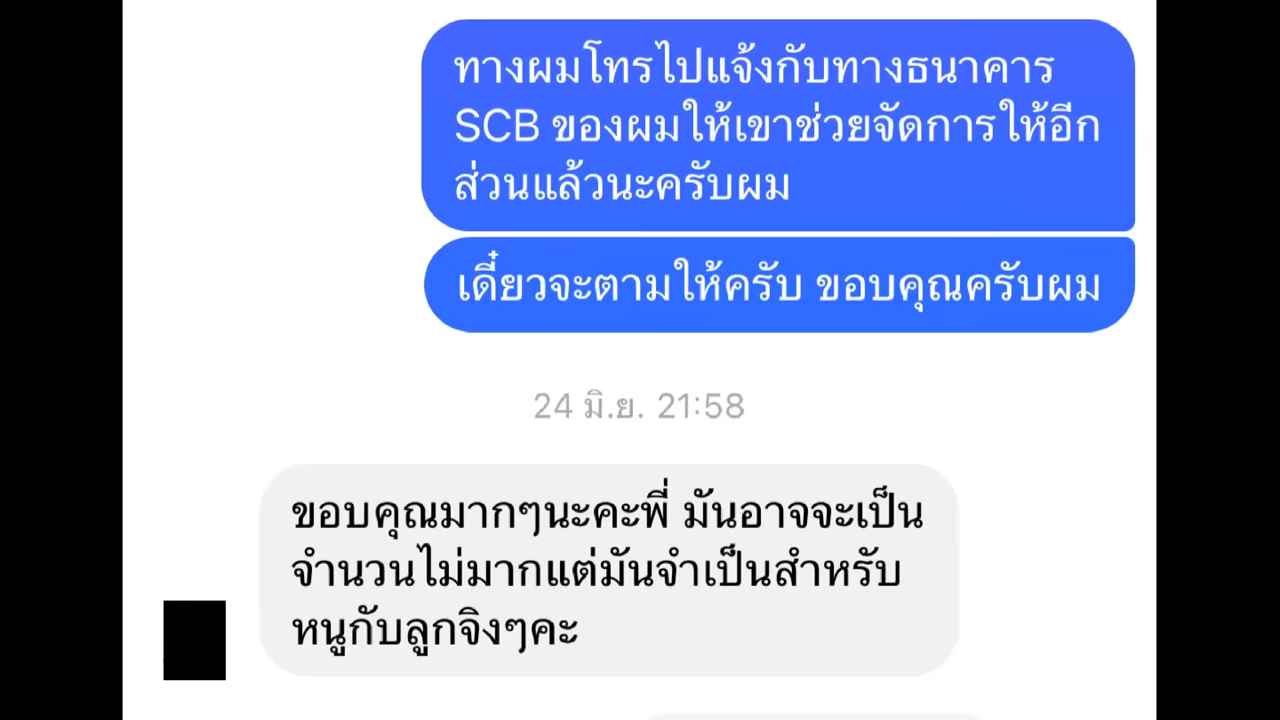 ทางผมโทรไปแจ้งกับทางธนาคาร
SCB ของผมให้เขาช่วยจัดการให้อีก
ส่วนแล้วนะครับผม
เดี๋ยวจะตามให้ครับ ขอบคุณครับผม
24 มิ.ย. 21:58
ขอบคุณมากๆนะคะพี่ มันอาจจะเป็น
จำนวนไม่มากแต่มันจำเป็นสำหรับ
หนูกับลูกจิงๆคะ